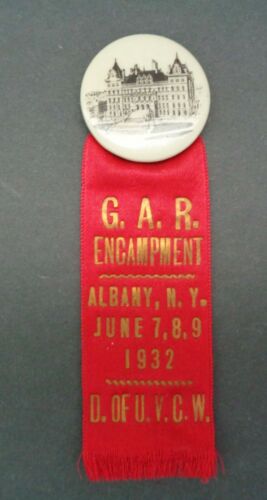 G. A. R.
ENCAMPMENT
ALBANY, N. Y.
JUNE 7, 8, 9
1932
D. OF U. V. C. W.